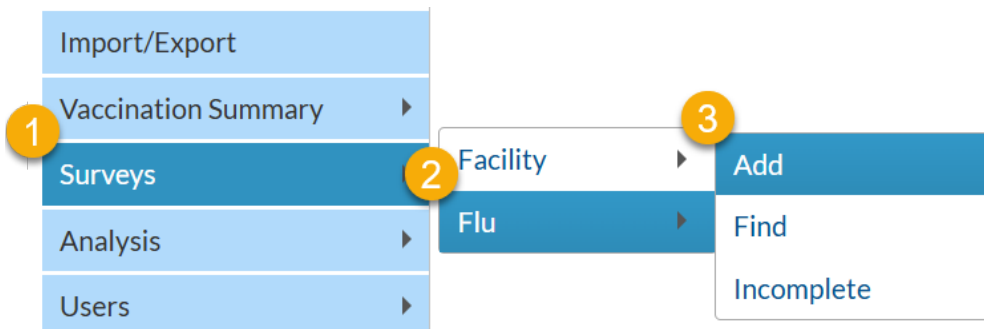 Import/Export
Vaccination Summary
1
Surveys
Analysis
Users
2
Facility
Flu
3
Add
Find
Incomplete